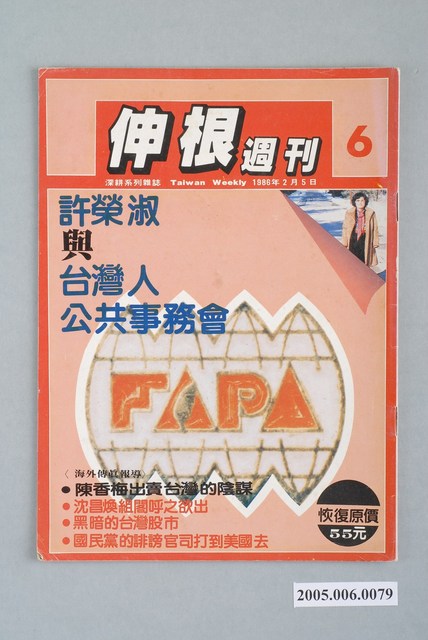 伸根週刊
6
深耕系列雜誌 Taiwan Weekly 1986年2月5日
許榮淑
與
台灣人
公共事務會
FAPA
〈海外傳眞報導〉
●陳香梅出賣台灣的陰謀
●沈昌煥組閣呼之欲出
●黑暗的台灣股市
●國民黨的誹謗官司打到美國去
恢復原價
55元
2005.006.0079